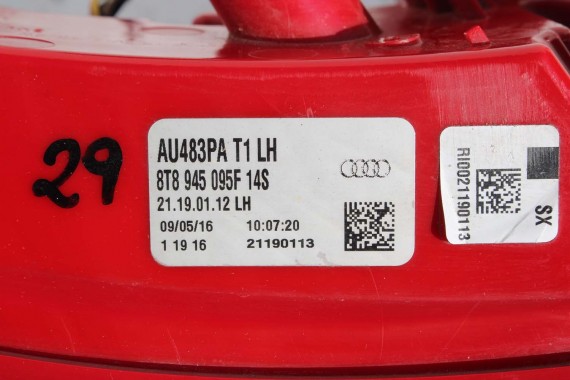 29
AU483PA T1 LH
8T8 945 095F 14S
21.19.01.12 LH
09/05/16 10:07:20
1 19 16 21190113
RI0021190113
SX